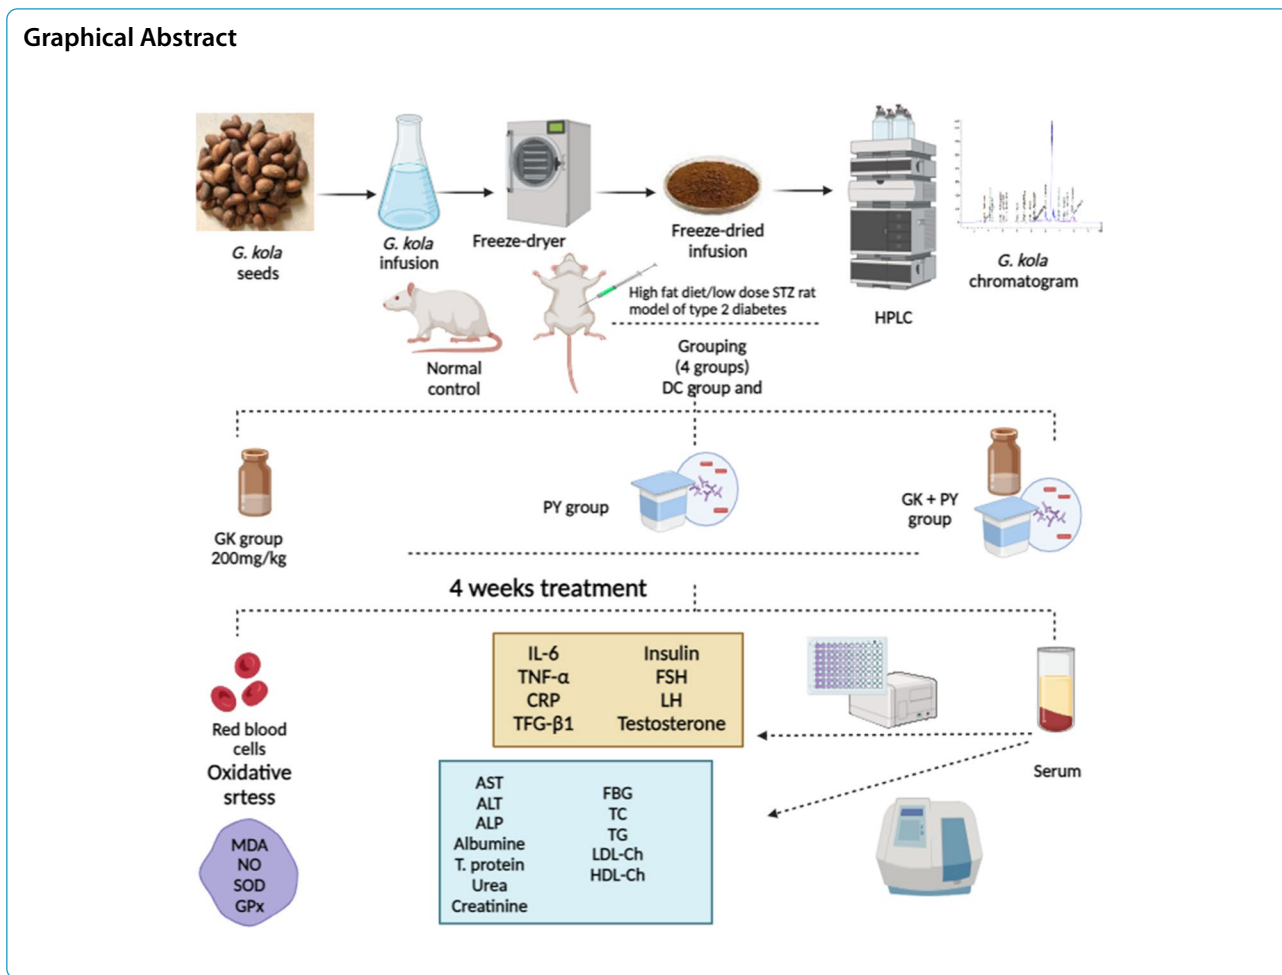 Graphical Abstract
G. kola
seeds
G. kola
infusion
Freeze-dryer
Freeze-dried
infusion
HPLC
G. kola
chromatogram
Normal
control
High fat diet/low dose STZ rat
model of type 2 diabetes
Grouping
(4 groups)
DC group and
GK group
200mg/kg
PY group
GK + PY
group
4 weeks treatment
Red blood
cells
Oxidative
srtess
MDA
NO
SOD
GPx
IL-6
TNF-α
CRP
TFG-β1
Insulin
FSH
LH
Testosterone
AST
ALT
ALP
Albumine
T. protein
Urea
Creatinine
FBG
TC
TG
LDL-Ch
HDL-Ch
Serum